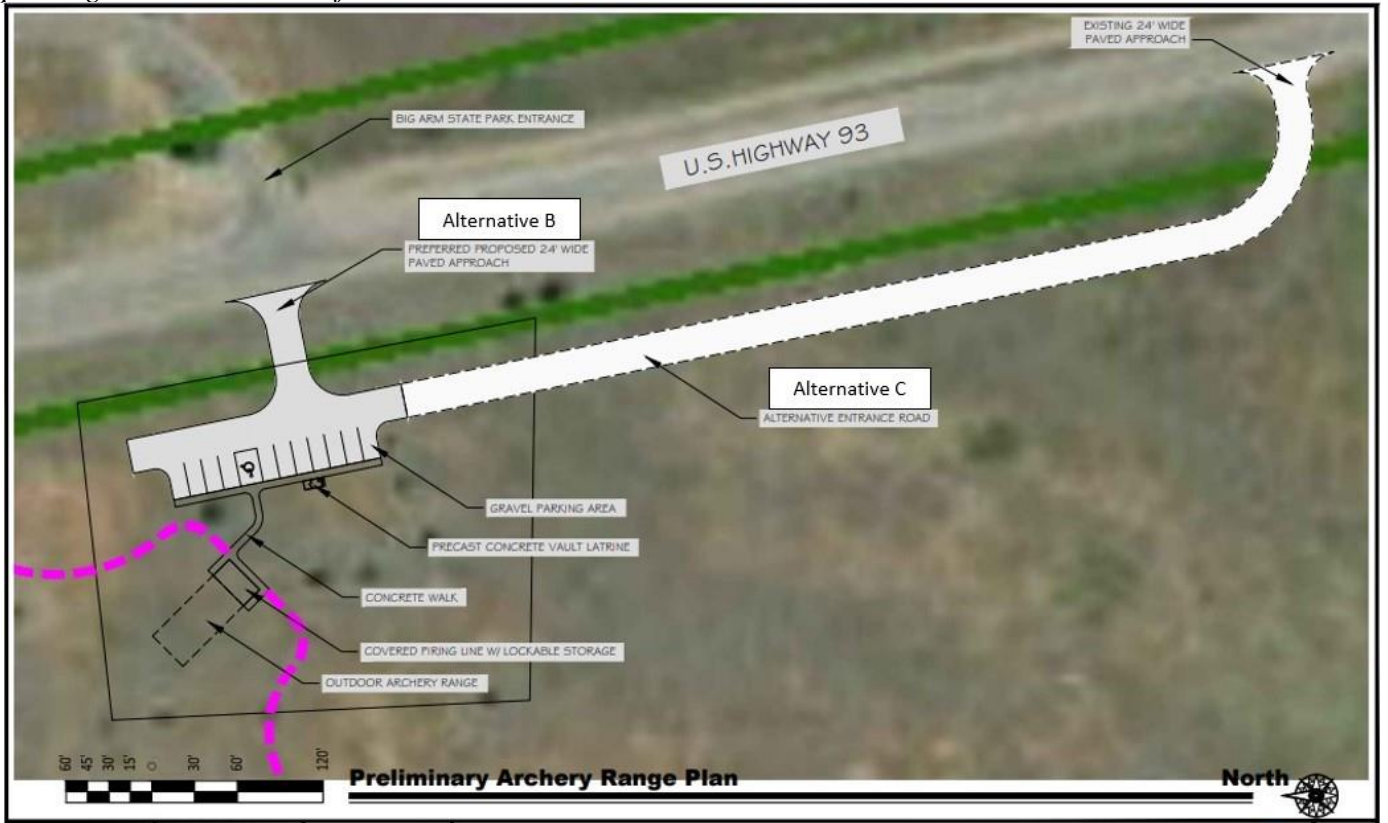 EXISTING 24' WIDE
PAVED APPROACH
BIG ARM STATE PARK ENTRANCE
U.S.HIGHWAY 93
Alternative B
PREFERRED PROPOSED 24' WIDE
PAVED APPROACH
Alternative C
ALTERNATIVE ENTRANCE ROAD
GRAVEL PARKING AREA
PRECAST CONCRETE VAULT LATRINE
CONCRETE WALK
COVERED FIRING LINE W/ LOCKABLE STORAGE
OUTDOOR ARCHERY RANGE
60' 45' 30' 15' 0 30' 60' 120'
Preliminary Archery Range Plan
North